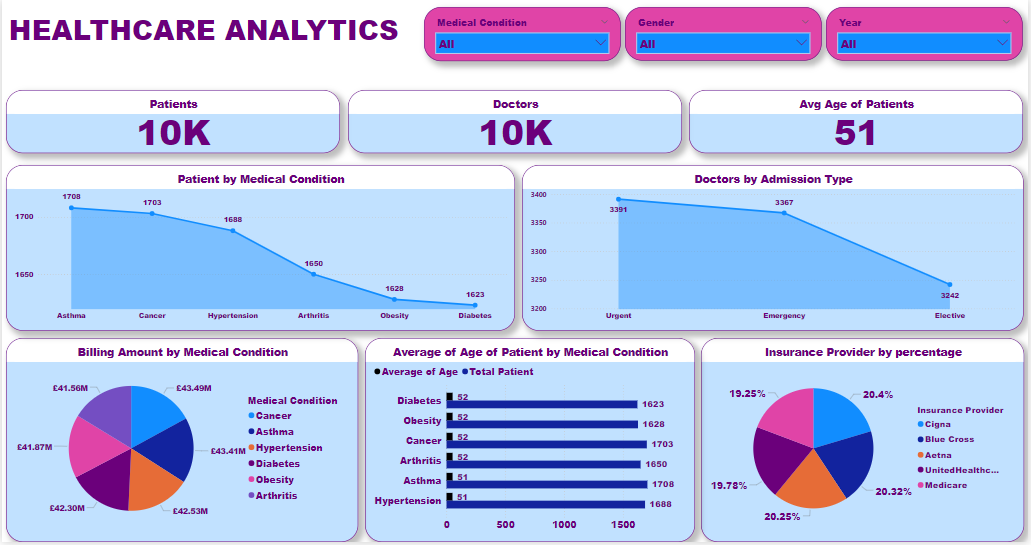 HEALTHCARE ANALYTICS
Medical Condition
All
Gender
All
Year
All
Patients
10K
Doctors
10K
Avg Age of Patients
51
Patient by Medical Condition
1700
1650
1708
1703
1688
1650
1628
1623
Asthma
Cancer
Hypertension
Arthritis
Obesity
Diabetes
Doctors by Admission Type
3400
3350
3300
3250
3200
3391
3367
3242
Urgent
Emergency
Elective
Billing Amount by Medical Condition
£41.56M
£43.49M
£41.87M
£43.41M
£42.30M
£42.53M
Medical Condition
Cancer
Asthma
Hypertension
Diabetes
Obesity
Arthritis
Average of Age of Patient by Medical Condition
Average of Age Total Patient
Diabetes 52 1623
Obesity 52 1628
Cancer 52 1703
Arthritis 52 1650
Asthma 51 1708
Hypertension 51 1688
0 500 1000 1500
Insurance Provider by percentage
19.25%
20.4%
19.78%
20.32%
20.25%
Insurance Provider
Cigna
Blue Cross
Aetna
UnitedHealthc...
Medicare